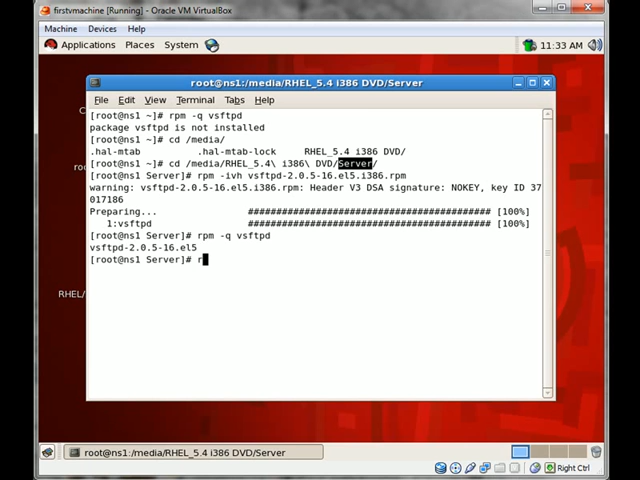 firstvmachine [Running] - Oracle VM VirtualBox
Machine Devices Help
Applications Places System 11:33 AM
root@ns1:/media/RHEL_5.4 i386 DVD/Server
File Edit View Terminal Tabs Help
[root@ns1 ~]# rpm -q vsftpd
package vsftpd is not installed
[root@ns1 ~]# cd /media/
.hal-mtab .hal-mtab-lock RHEL_5.4 i386 DVD/
[root@ns1 ~]# cd /media/RHEL_5.4\ i386\ DVD/Server/
[root@ns1 Server]# rpm -ivh vsftpd-2.0.5-16.el5.i386.rpm
warning: vsftpd-2.0.5-16.el5.i386.rpm: Header V3 DSA signature: NOKEY, key ID 37
017186
Preparing... ########################################### [100%]
1:vsftpd ########################################### [100%]
[root@ns1 Server]# rpm -q vsftpd
vsftpd-2.0.5-16.el5
[root@ns1 Server]# r
RHEL/
root@ns1:/media/RHEL_5.4 i386 DVD/Server
Right Ctrl